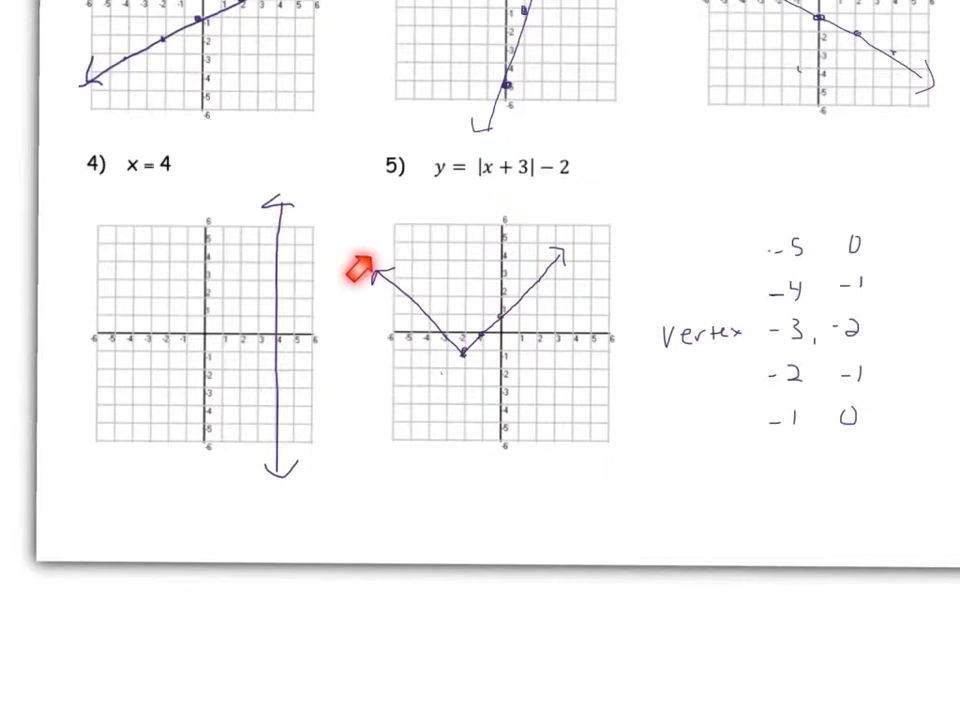 4) x = 4
5) y = |x + 3| − 2
-5 0
-4 -1
vertex -3, -2
-2 -1
-1 0